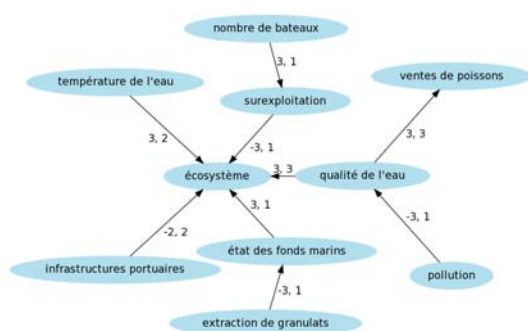 nombre de bateaux
3, 1
température de l'eau
ventes de poissons
surexploitation
3, 2
-3, 1
3, 3
écosystème
3, 3
qualité de l'eau
-2, 2
3, 1
-3, 1
infrastructures portuaires
état des fonds marins
pollution
-3, 1
extraction de granulats